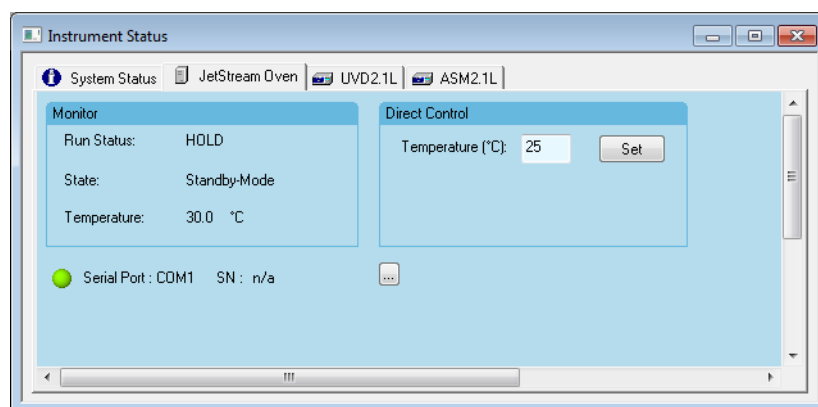 Instrument Status
System Status JetStream Oven UVD2.1L ASM2.1L
Monitor
Run Status: HOLD
State: Standby-Mode
Temperature: 30.0 °C
Direct Control
Temperature (°C): 25 Set
Serial Port : COM1 SN : n/a ...